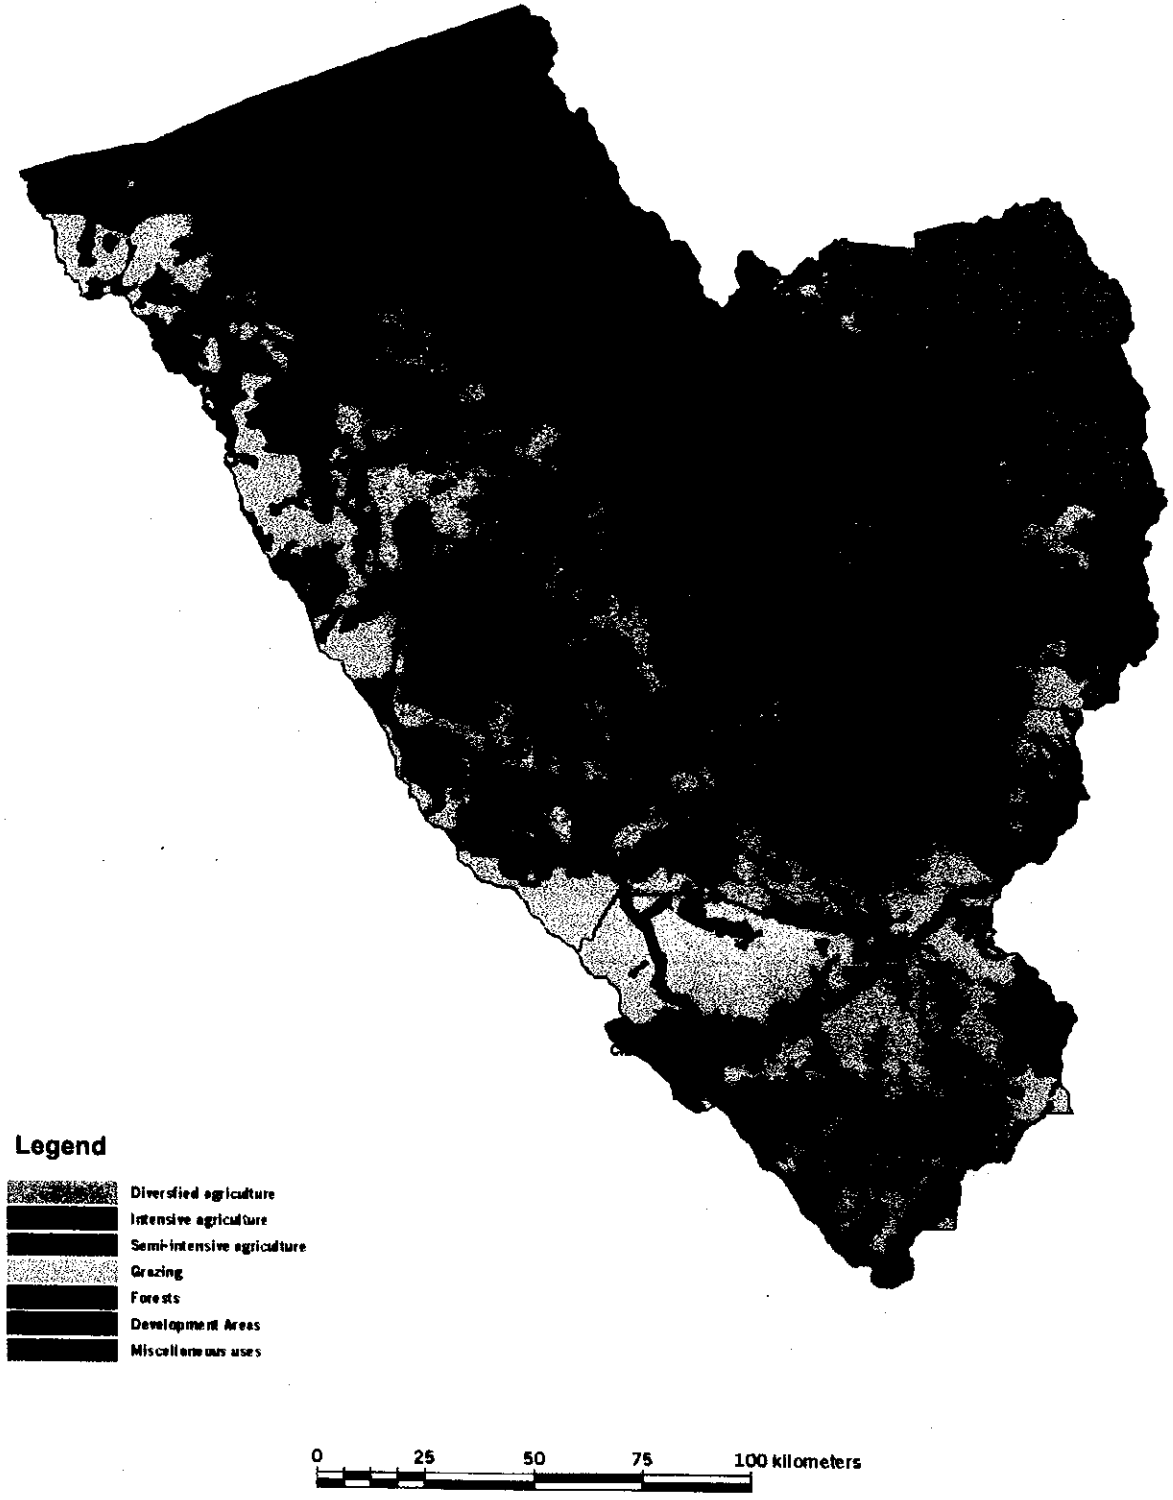 Legend
Diversfied agriculture
Intensive agriculture
Semi-intensive agriculture
Grazing
Forests
Development Areas
Miscellaneous uses
0 25 50 75 100 kilometers